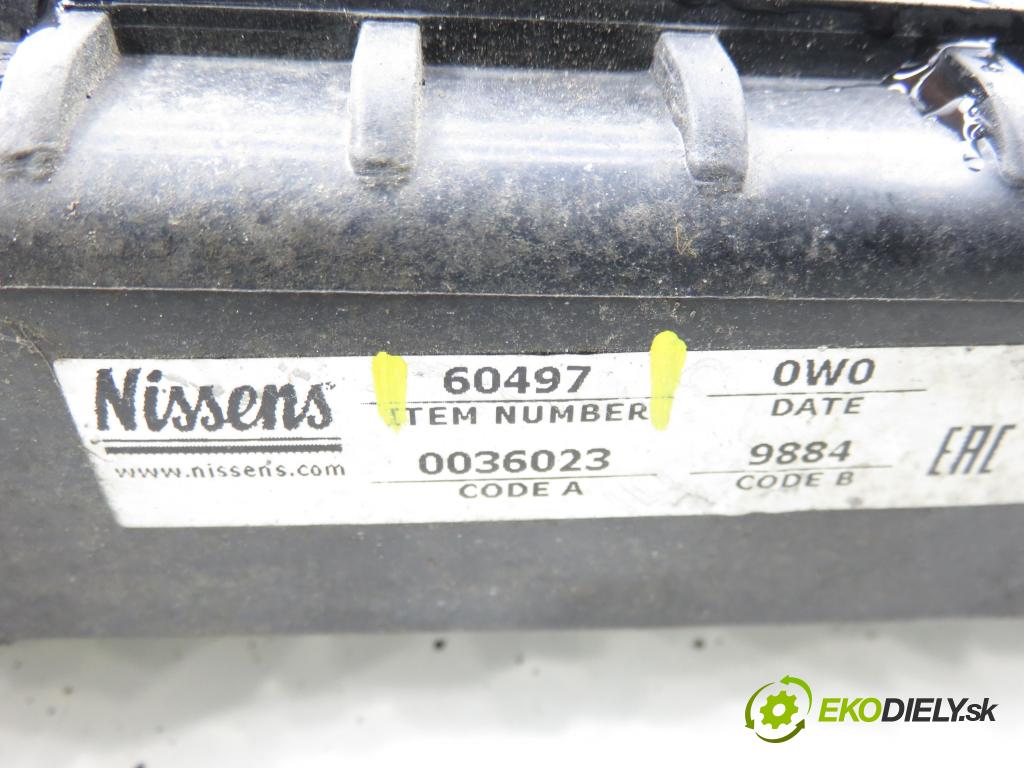 Nissens
www.nissens.com
60497
ITEM NUMBER
0036023
CODE A
0W0
DATE
9884
CODE B
EAC
EKODIELY.sk